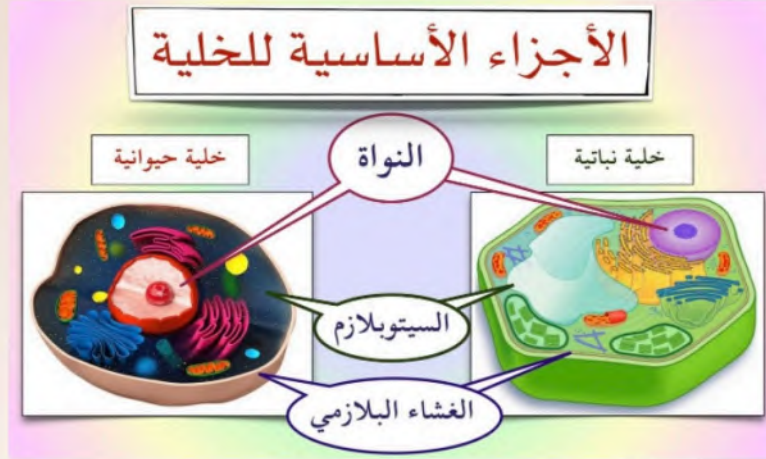 الأجزاء الأساسية للخلية
خلية نباتية
النواة
خلية حيوانية
السيتوبلازم
الغشاء البلازمي